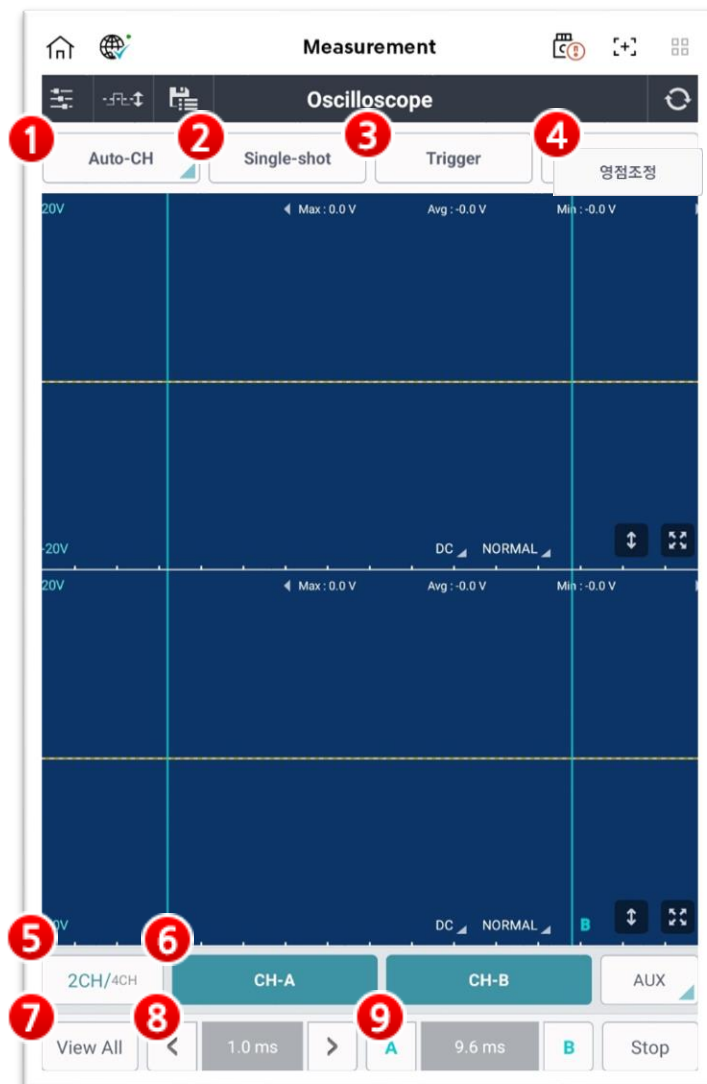 Measurement
Oscilloscope
1 2 3 4
Auto-CH Single-shot Trigger 영점조정
20V Max : 0.0 V Avg : -0.0 V Min : -0.0 V
-20V DC NORMAL
20V Max : 0.0 V Avg : -0.0 V Min : -0.0 V
DC NORMAL B
5 6
2CH/4CH CH-A CH-B AUX
7 8 9
View All < 1.0 ms > A 9.6 ms B Stop